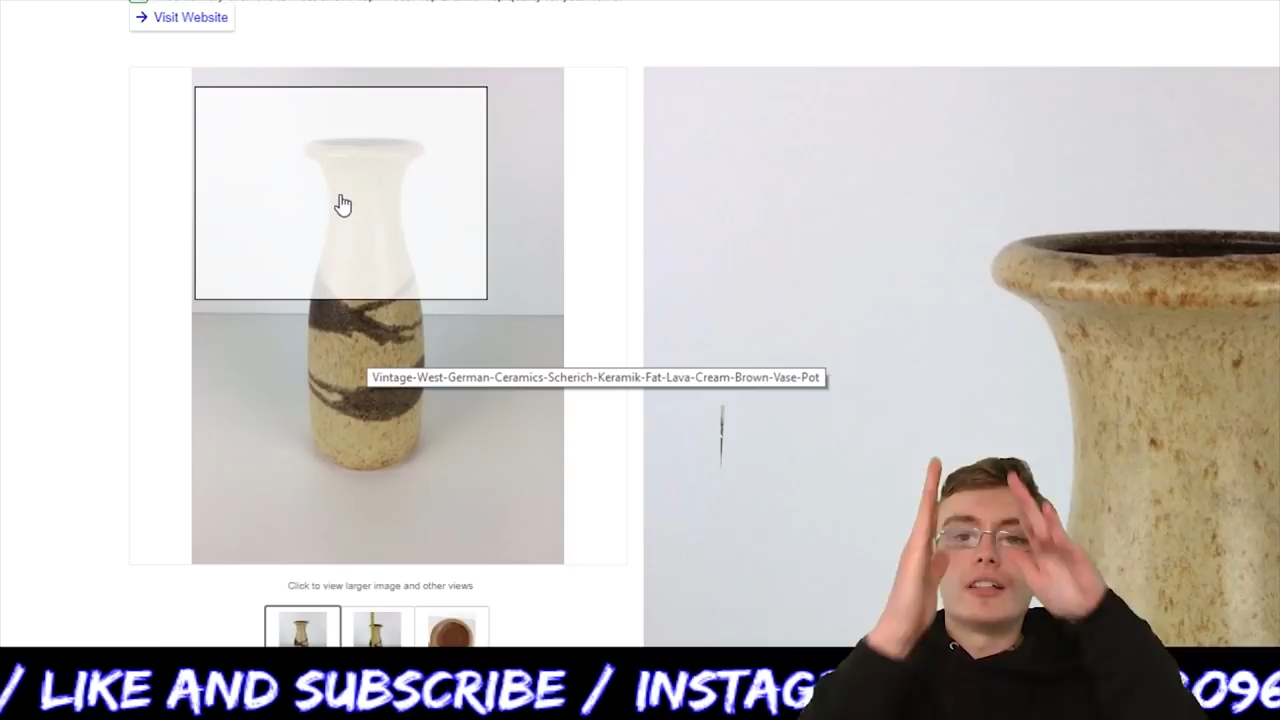 Visit Website
Vintage-West-German-Ceramics-Scherich-Keramik-Fat-Lava-Cream-Brown-Vase-Pot
Click to view larger image and other views
/ LIKE AND SUBSCRIBE / INSTAG 096